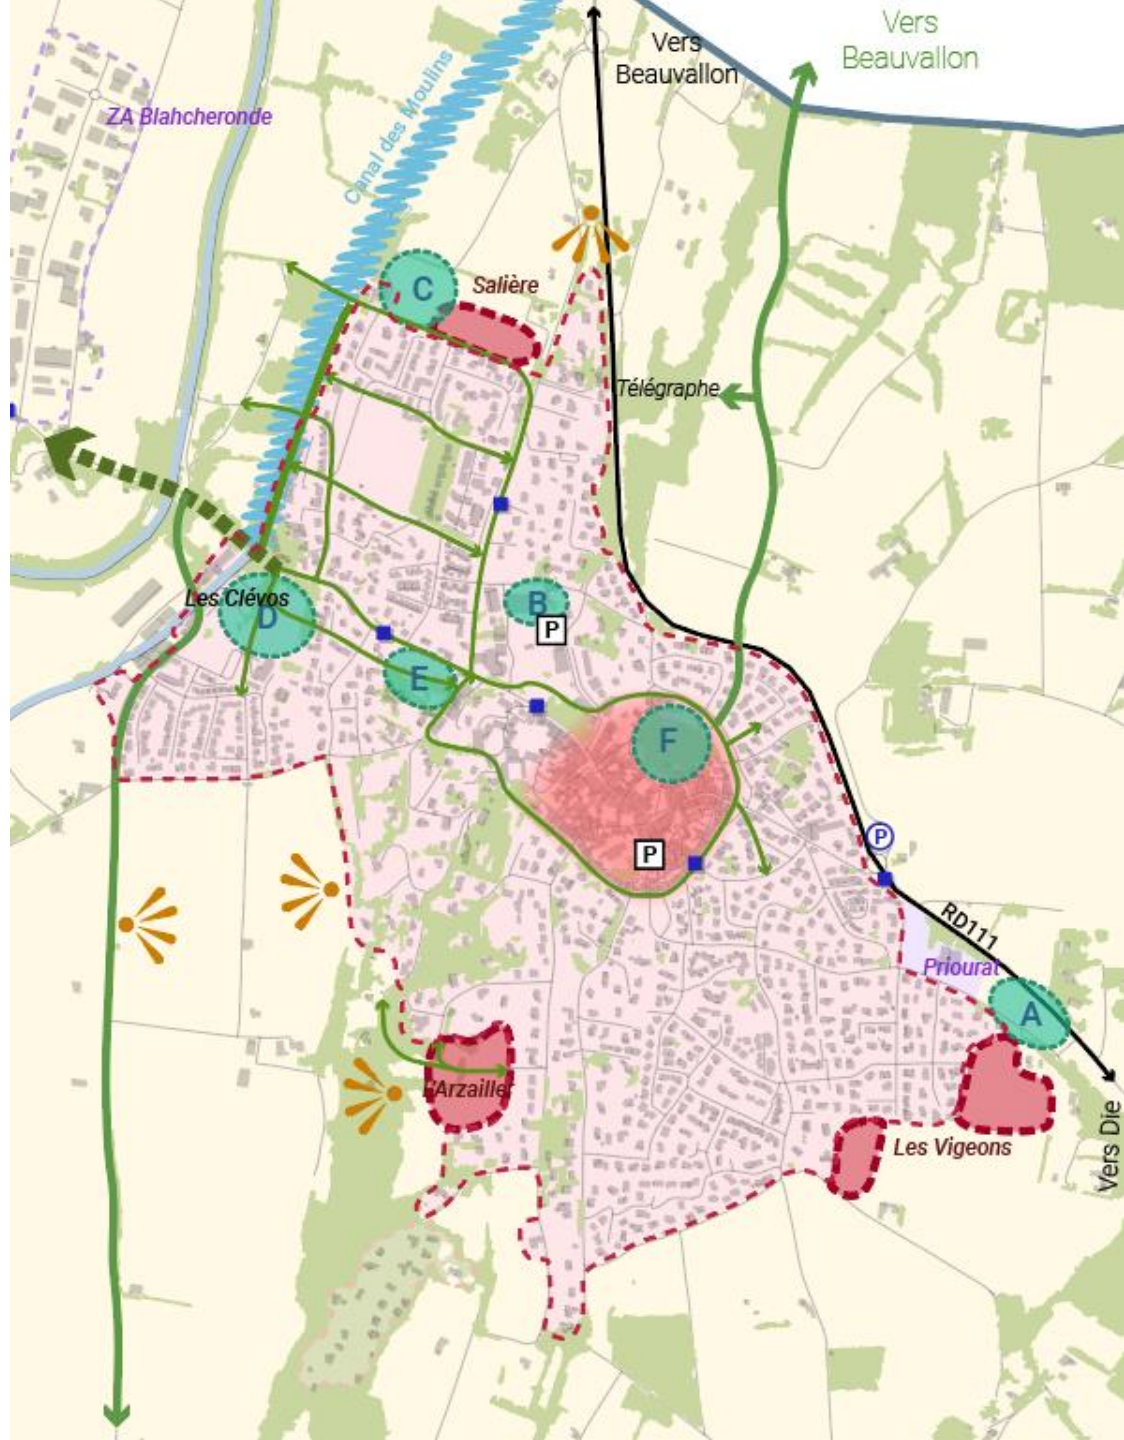 Vers
Beauvallon
Vers
Beauvallon
ZA Blahcheronde
Canal des Moulins
C
Salière
Télégraphe
Les Clévos
D
B
P
E
F
P
P
RD111
Priourat
A
L'Arzailler
Les Vigeons
Vers Die